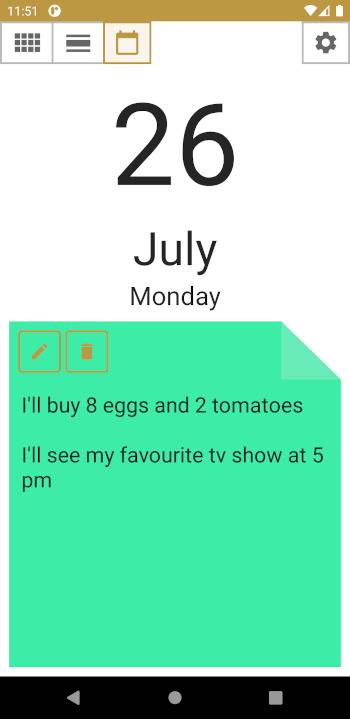 11:51
26
July
Monday
I'll buy 8 eggs and 2 tomatoes
I'll see my favourite tv show at 5
pm